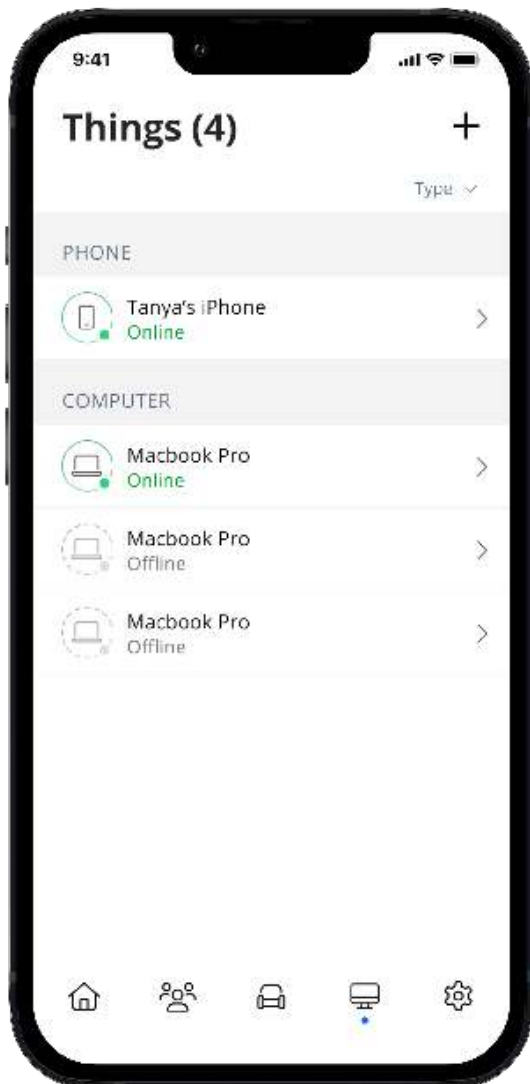 9:41
Things (4)
Type
PHONE
Tanya's iPhone
Online
COMPUTER
Macbook Pro
Online
Macbook Pro
Offline
Macbook Pro
Offline